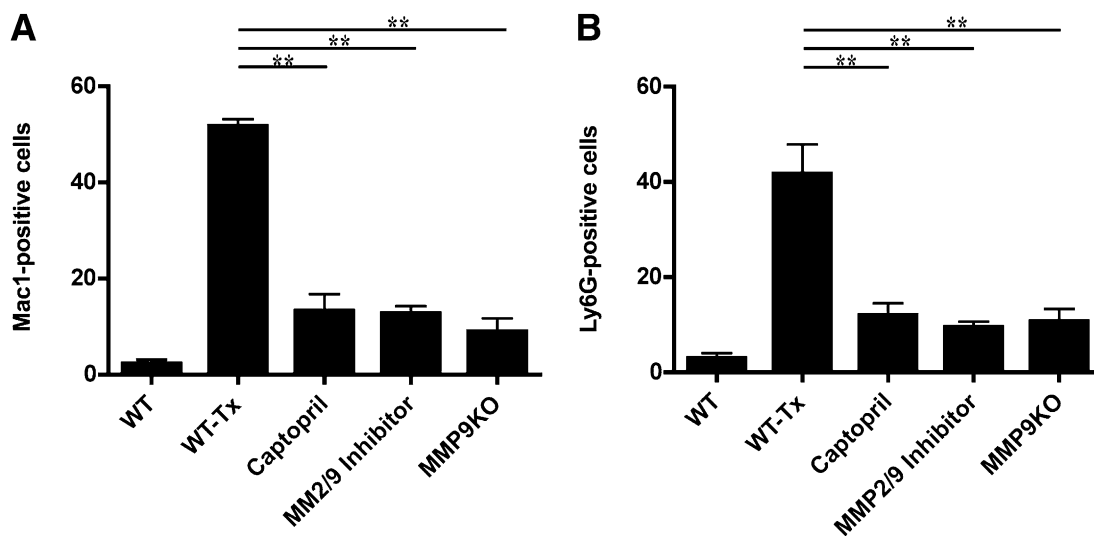 A
**
**
**
Mac1-positive cells
60
40
20
0
WT
WT-Tx
Captopril
MM2/9 Inhibitor
MMP9KO
B
**
**
**
Ly6G-positive cells
60
40
20
0
WT
WT-Tx
Captopril
MMP2/9 Inhibitor
MMP9KO